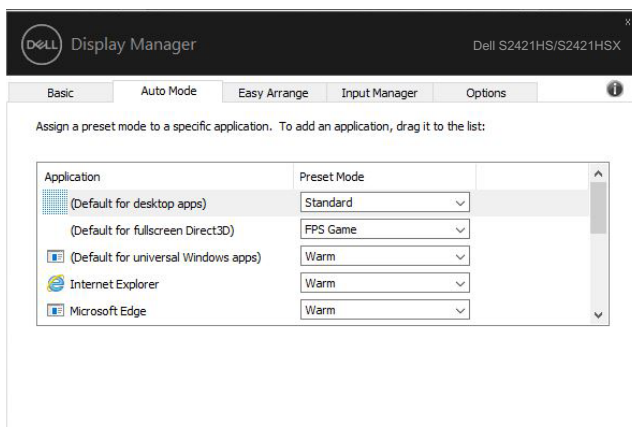 DELL Display Manager
Dell S2421HS/S2421HSX
x
Basic Auto Mode Easy Arrange Input Manager Options
Assign a preset mode to a specific application. To add an application, drag it to the list:
Application Preset Mode
(Default for desktop apps) Standard
(Default for fullscreen Direct3D) FPS Game
(Default for universal Windows apps) Warm
Internet Explorer Warm
Microsoft Edge Warm